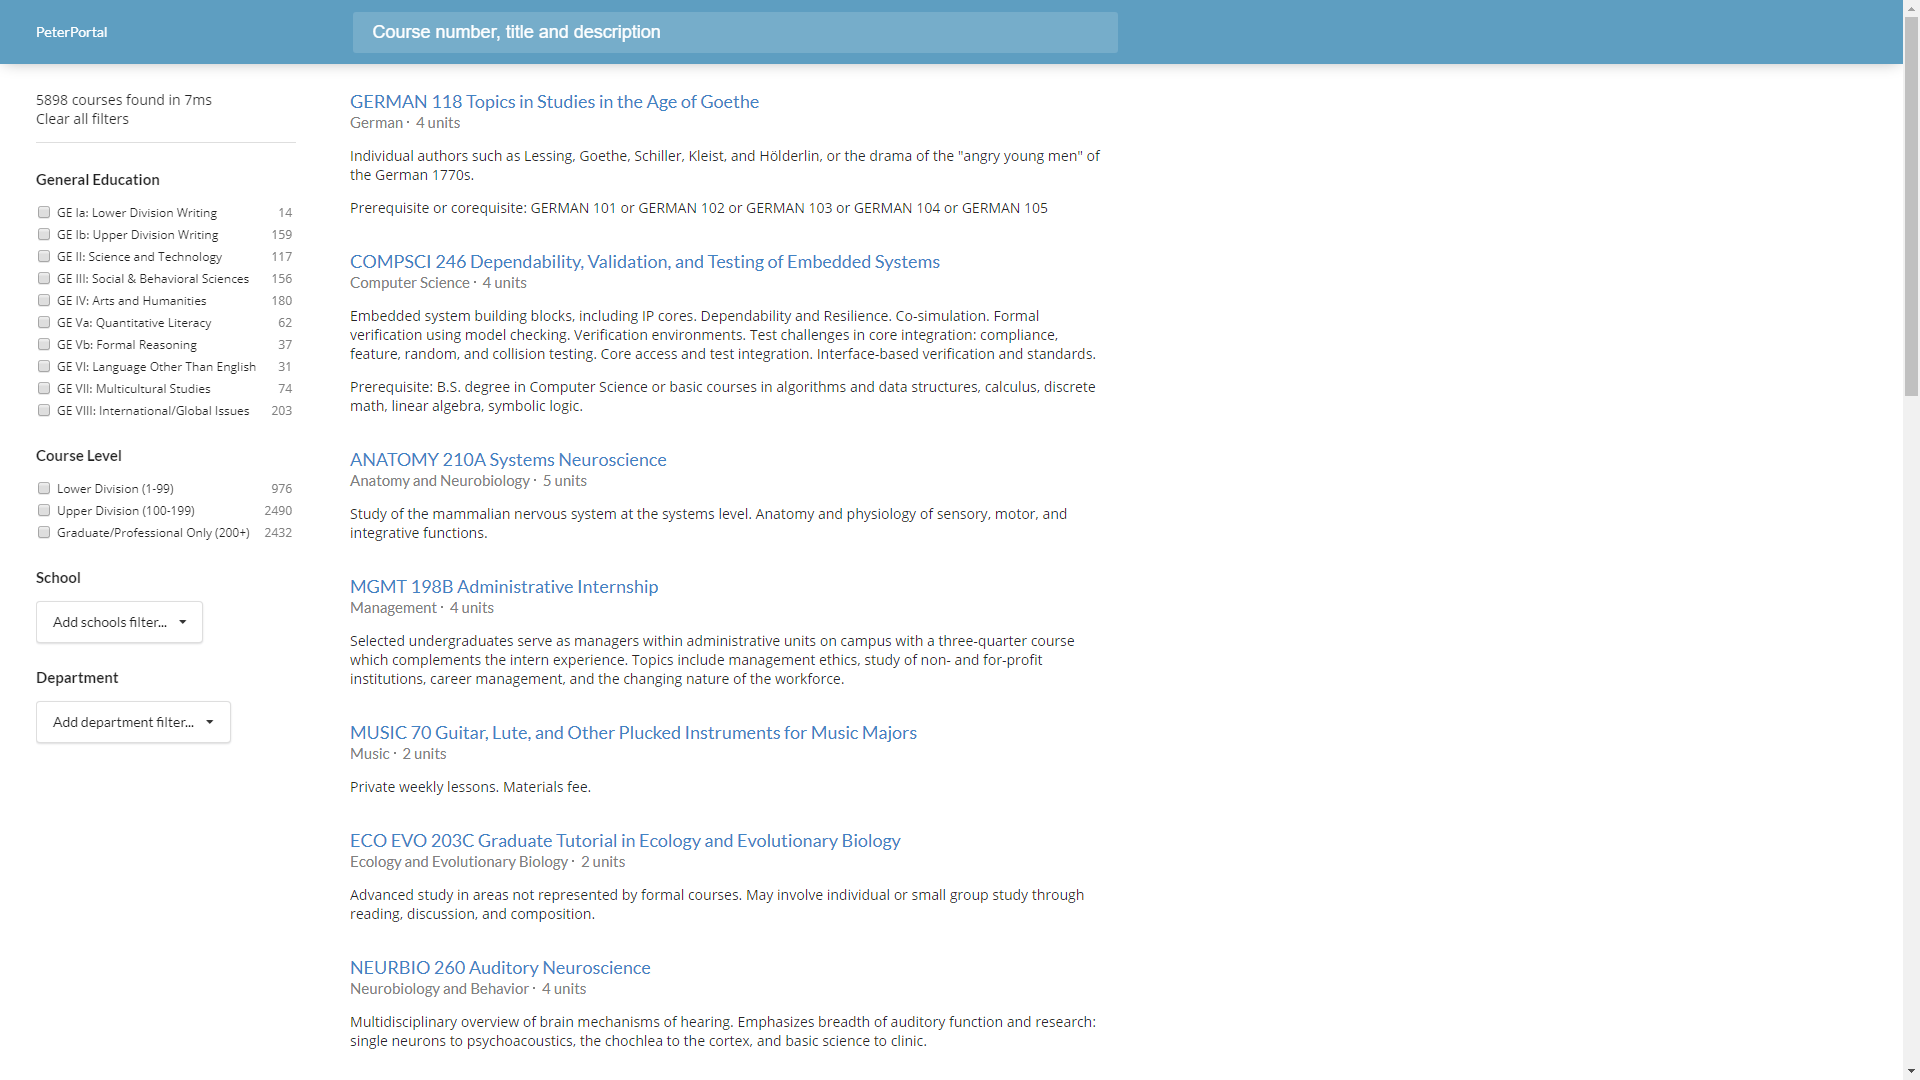 PeterPortal
Course number, title and description
5898 courses found in 7ms
Clear all filters
General Education
GE Ia: Lower Division Writing 14
GE Ib: Upper Division Writing 159
GE II: Science and Technology 117
GE III: Social & Behavioral Sciences 156
GE IV: Arts and Humanities 180
GE Va: Quantitative Literacy 62
GE Vb: Formal Reasoning 37
GE VI: Language Other Than English 31
GE VII: Multicultural Studies 74
GE VIII: International/Global Issues 203
Course Level
Lower Division (1-99) 976
Upper Division (100-199) 2490
Graduate/Professional Only (200+) 2432
School
Add schools filter...
Department
Add department filter...
GERMAN 118 Topics in Studies in the Age of Goethe
German · 4 units
Individual authors such as Lessing, Goethe, Schiller, Kleist, and Hölderlin, or the drama of the "angry young men" of
the German 1770s.
Prerequisite or corequisite: GERMAN 101 or GERMAN 102 or GERMAN 103 or GERMAN 104 or GERMAN 105
COMPSCI 246 Dependability, Validation, and Testing of Embedded Systems
Computer Science · 4 units
Embedded system building blocks, including IP cores. Dependability and Resilience. Co-simulation. Formal
verification using model checking. Verification environments. Test challenges in core integration: compliance,
feature, random, and collision testing. Core access and test integration. Interface-based verification and standards.
Prerequisite: B.S. degree in Computer Science or basic courses in algorithms and data structures, calculus, discrete
math, linear algebra, symbolic logic.
ANATOMY 210A Systems Neuroscience
Anatomy and Neurobiology · 5 units
Study of the mammalian nervous system at the systems level. Anatomy and physiology of sensory, motor, and
integrative functions.
MGMT 198B Administrative Internship
Management · 4 units
Selected undergraduates serve as managers within administrative units on campus with a three-quarter course
which complements the intern experience. Topics include management ethics, study of non- and for-profit
institutions, career management, and the changing nature of the workforce.
MUSIC 70 Guitar, Lute, and Other Plucked Instruments for Music Majors
Music · 2 units
Private weekly lessons. Materials fee.
ECO EVO 203C Graduate Tutorial in Ecology and Evolutionary Biology
Ecology and Evolutionary Biology · 2 units
Advanced study in areas not represented by formal courses. May involve individual or small group study through
reading, discussion, and composition.
NEURBIO 260 Auditory Neuroscience
Neurobiology and Behavior · 4 units
Multidisciplinary overview of brain mechanisms of hearing. Emphasizes breadth of auditory function and research:
single neurons to psychoacoustics, the chochlea to the cortex, and basic science to clinic.